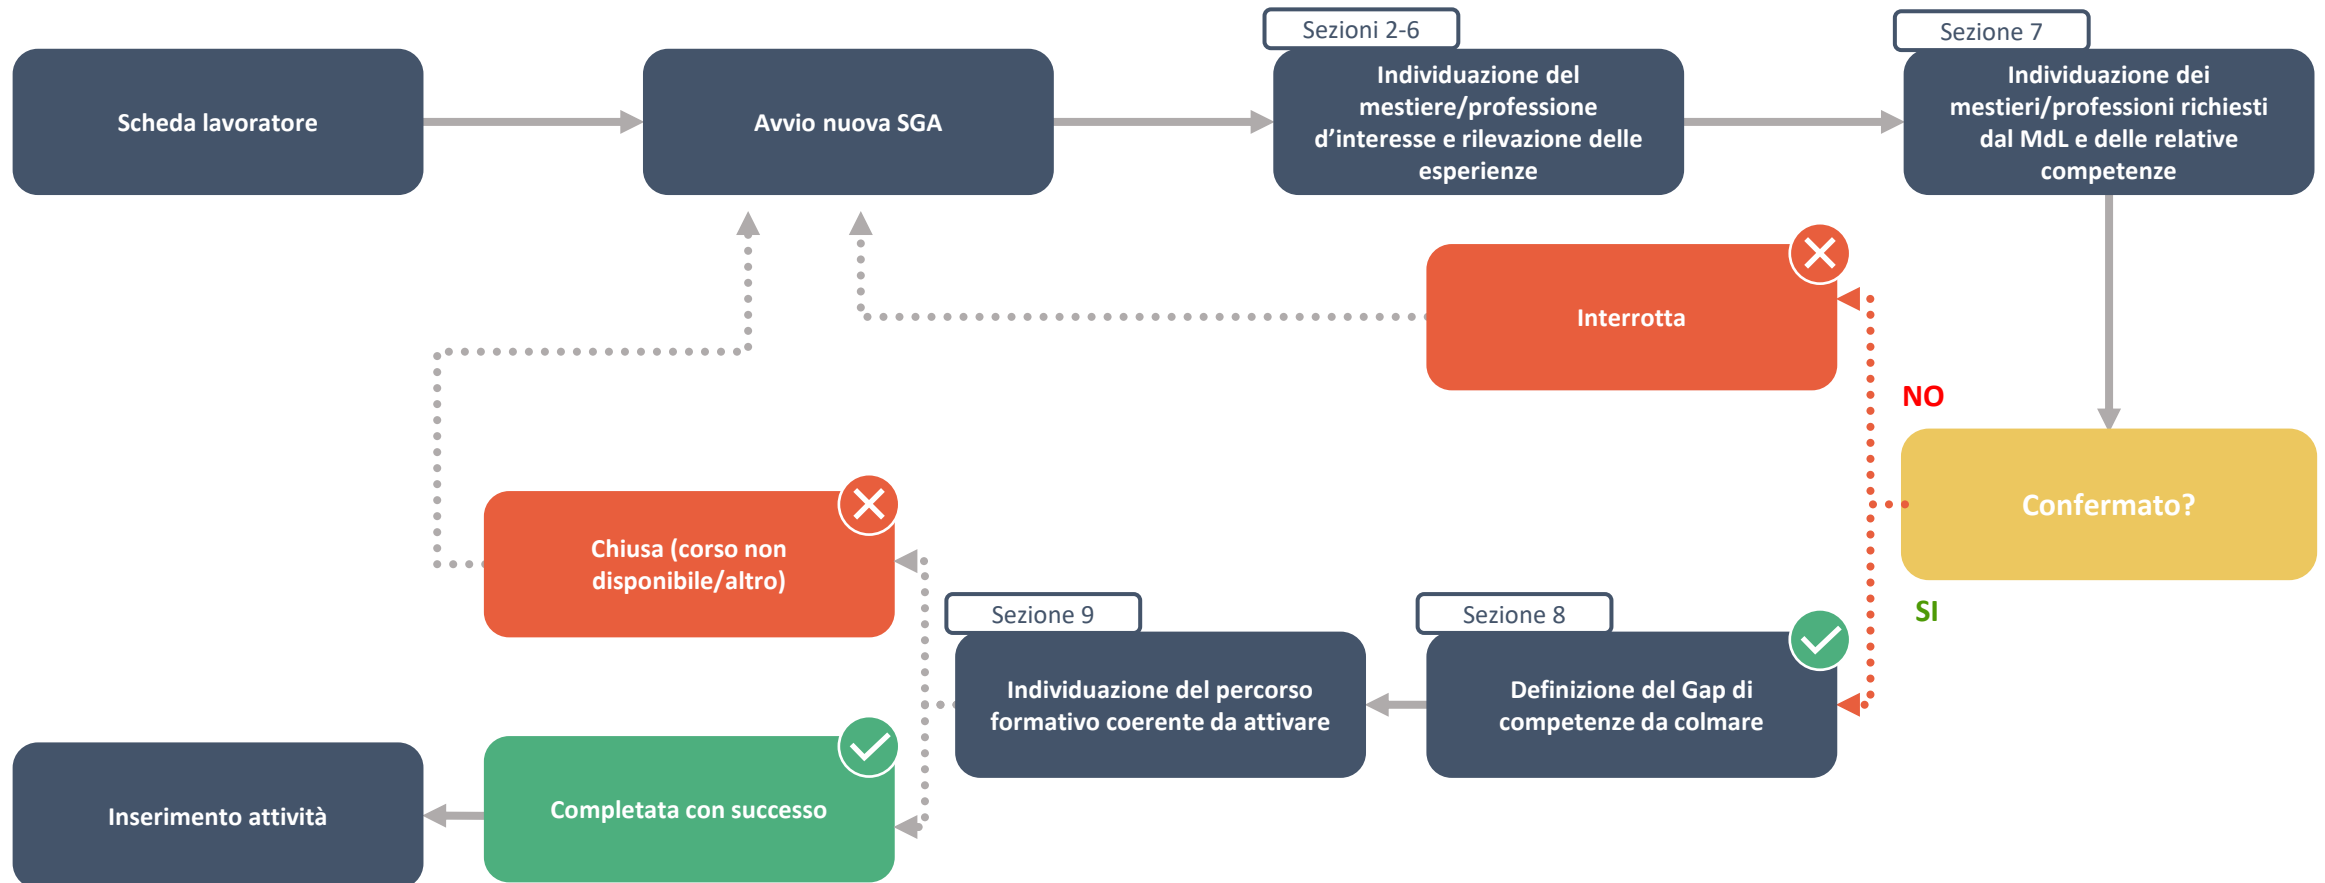 Scheda lavoratore
Avvio nuova SGA
Sezioni 2-6
Individuazione del
mestiere/professione
d’interesse e rilevazione delle
esperienze
Sezione 7
Individuazione dei
mestieri/professioni richiesti
dal MdL e delle relative
competenze
Interrotta
NO
Confermato?
SI
Chiusa (corso non
disponibile/altro)
Sezione 9
Individuazione del percorso
formativo coerente da attivare
Sezione 8
Definizione del Gap di
competenze da colmare
Completata con successo
Inserimento attività